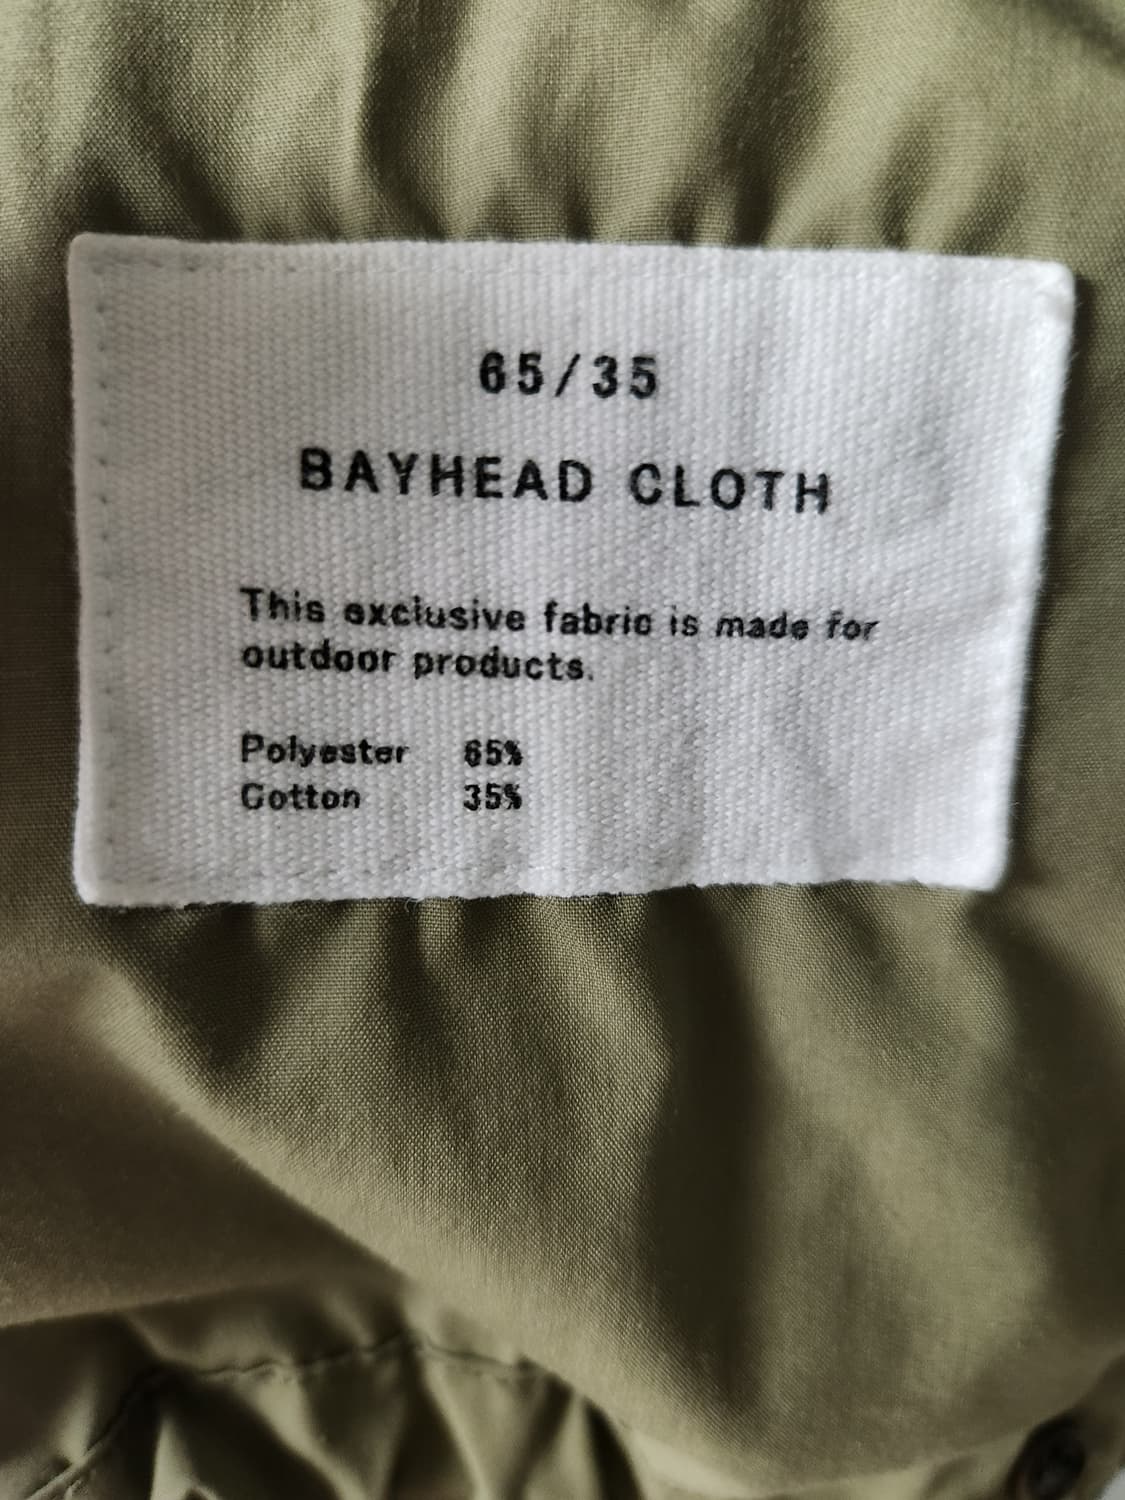 65/35
BAYHEAD CLOTH
This exclusive fabric is made for
outdoor products.
Polyester 65%
Cotton 35%